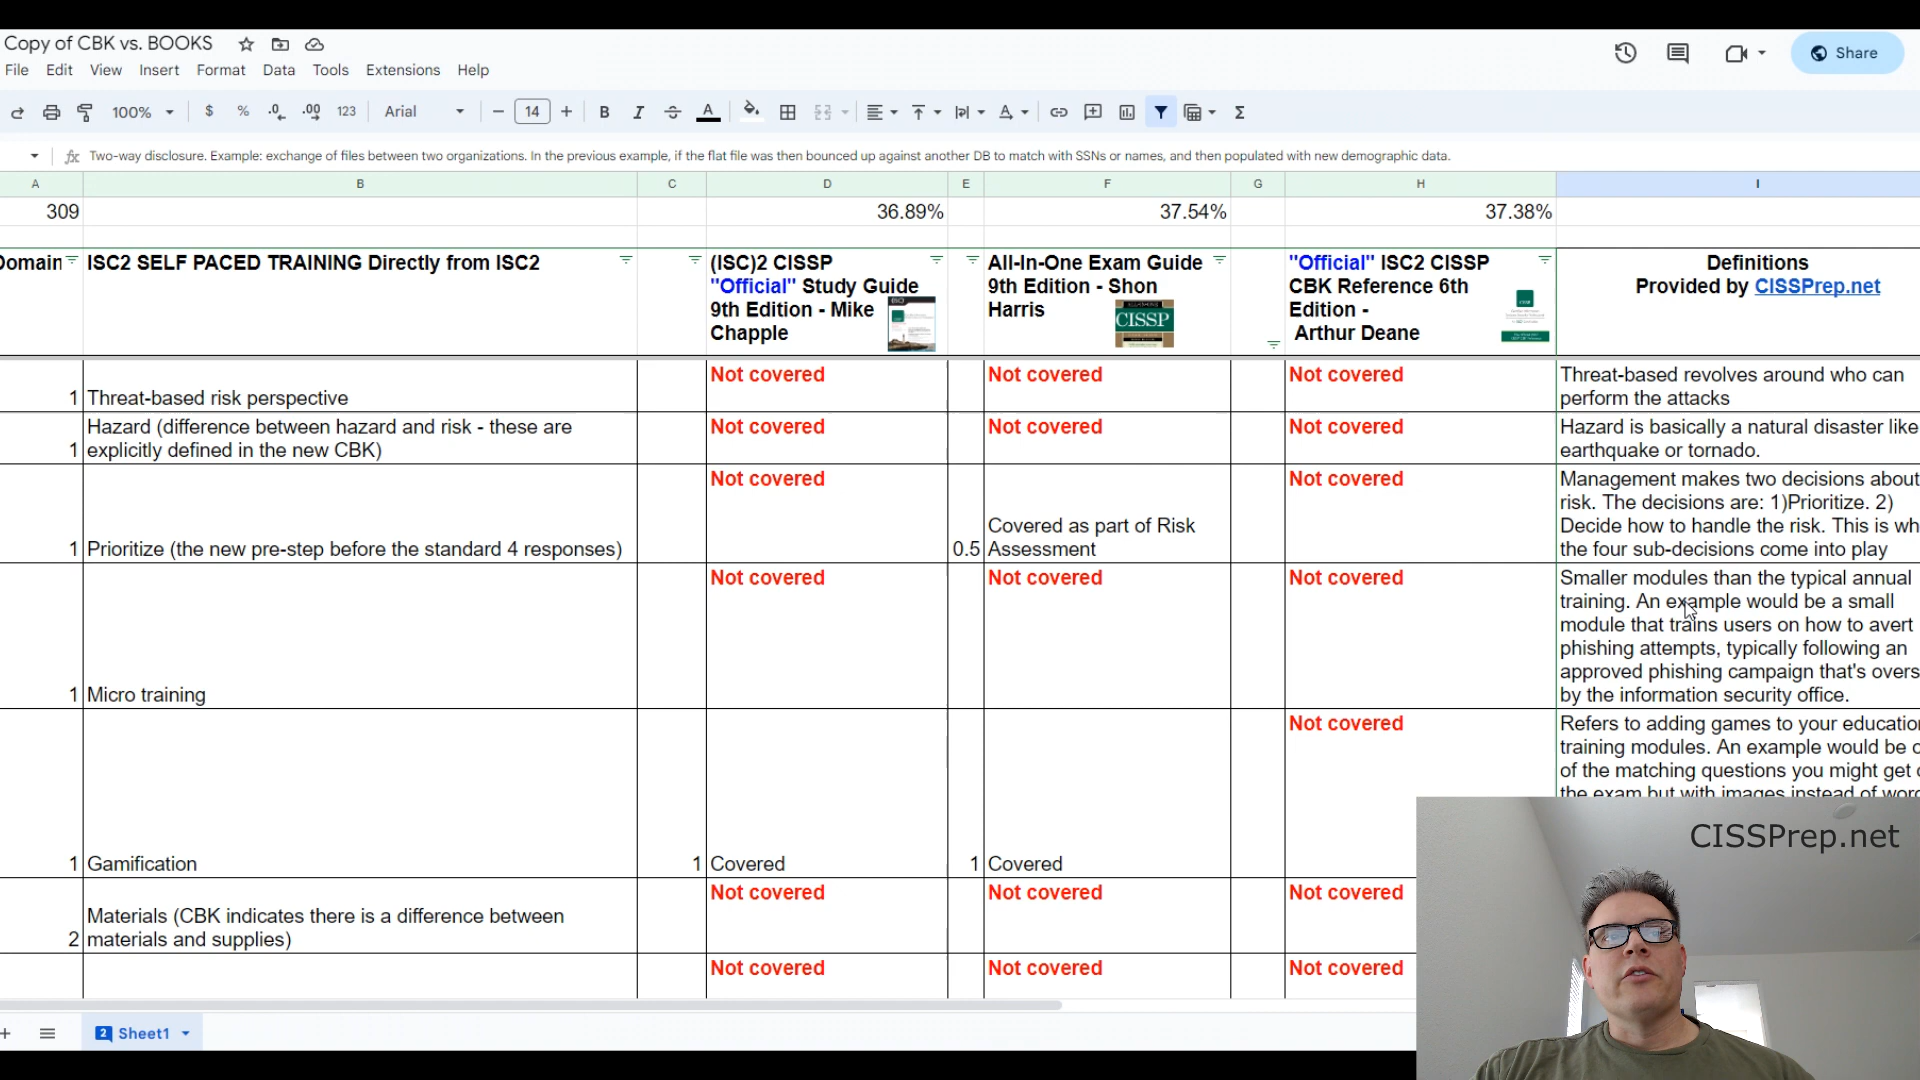 Copy of CBK vs. BOOKS
File Edit View Insert Format Data Tools Extensions Help
Share
100% $ % .0 .00 123 Arial 14 B I A
fx Two-way disclosure. Example: exchange of files between two organizations. In the previous example, if the flat file was then bounced up against another DB to match with SSNs or names, and then populated with new demographic data.
A B C D E F G H I
309 36.89% 37.54% 37.38%
Domain
ISC2 SELF PACED TRAINING Directly from ISC2
(ISC)2 CISSP
"Official" Study Guide
9th Edition - Mike
Chapple
All-In-One Exam Guide
9th Edition - Shon
Harris
CISSP
"Official" ISC2 CISSP
CBK Reference 6th
Edition -
Arthur Deane
Definitions
Provided by CISSPrep.net
1 Threat-based risk perspective
Not covered
Not covered
Not covered
Threat-based revolves around who can
perform the attacks
Hazard (difference between hazard and risk - these are
1 explicitly defined in the new CBK)
Not covered
Not covered
Not covered
Hazard is basically a natural disaster like
earthquake or tornado.
1 Prioritize (the new pre-step before the standard 4 responses)
Not covered
0.5 Covered as part of Risk
Assessment
Not covered
Management makes two decisions about
risk. The decisions are: 1)Prioritize. 2)
Decide how to handle the risk. This is wh
the four sub-decisions come into play
1 Micro training
Not covered
Not covered
Not covered
Smaller modules than the typical annual
training. An example would be a small
module that trains users on how to avert
phishing attempts, typically following an
approved phishing campaign that's overs
by the information security office.
1 Gamification
1 Covered
1 Covered
Not covered
Refers to adding games to your education
training modules. An example would be o
of the matching questions you might get
the exam but with images instead of wor
Materials (CBK indicates there is a difference between
2 materials and supplies)
Not covered
Not covered
Not covered
Not covered
Not covered
Not covered
CISSPrep.net
2 Sheet1